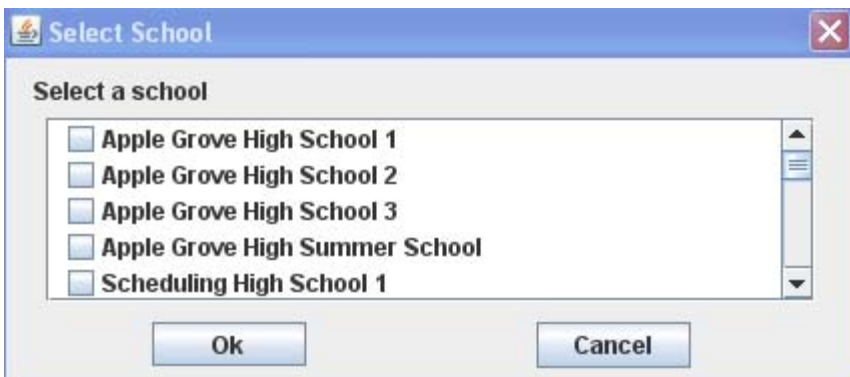 Select School
Select a school
Apple Grove High School 1
Apple Grove High School 2
Apple Grove High School 3
Apple Grove High Summer School
Scheduling High School 1
Ok Cancel